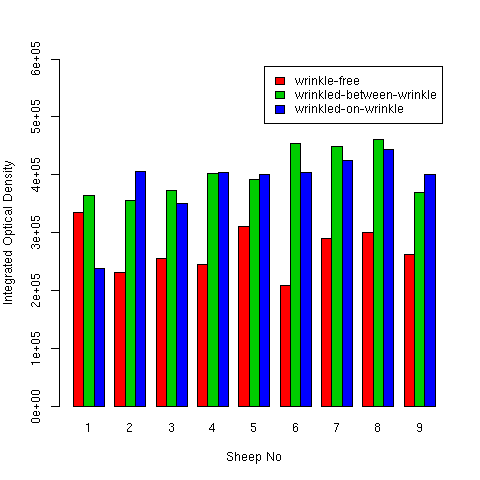 wrinkle-free
wrinkled-between-wrinkle
wrinkled-on-wrinkle
Integrated Optical Density
6e+05
5e+05
4e+05
3e+05
2e+05
1e+05
0e+00
1 2 3 4 5 6 7 8 9
Sheep No